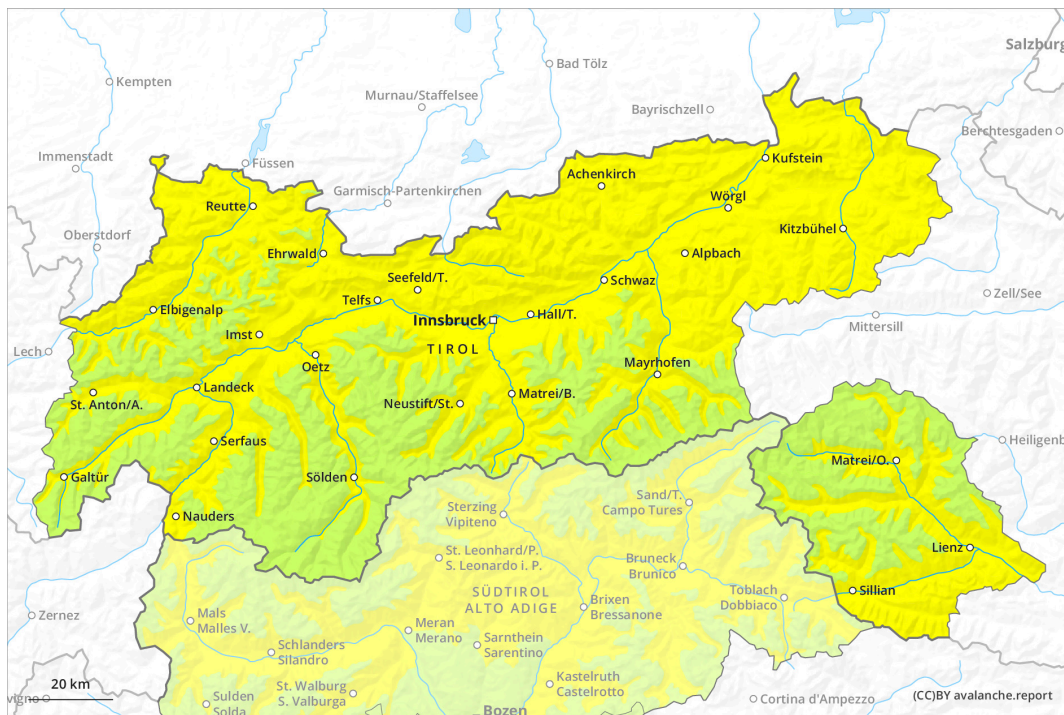 Salzburg
Kempten
Bad Tölz
Murnau/Staffelsee
Bayrischzell
Berchtesgaden
Immenstadt
Füssen
Kufstein
Achenkirch
Garmisch-Partenkirchen
Reutte
Wörgl
Oberstdorf
Kitzbühel
Ehrwald
Alpbach
Seefeld/T.
Schwaz
Telfs
Zell/See
Elbigenalp
Innsbruck
Hall/T.
Mittersill
Imst
TIROL
Lech
Oetz
Mayrhofen
Landeck
St. Anton/A.
Neustift/St.
Matrei/B.
Serfaus
Heiligenb
Matrei/O.
Galtür
Sölden
Sand/T.
Campo Tures
Sterzing
Vipiteno
Nauders
Lienz
St. Leonhard/P.
S. Leonardo i. P.
Bruneck
Brunico
SÜDTIROL
ALTO ADIGE
Sillian
Toblach
Dobbiaco
Brixen
Bressanone
Zernez
Mals
Malles V.
Meran
Merano
Sarnthein
Sarentino
Schlanders
Silandro
Kastelruth
Castelrotto
20 km
St. Walburg
S. Valburga
vigno
Sulden
Solda
Cortina d'Ampezzo
(CC)BY avalanche.report
Bozen